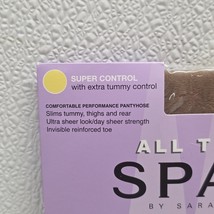 SUPER CONTROL
with extra tummy control
COMFORTABLE PERFORMANCE PANTYHOSE
Slims tummy, thighs and rear
Ultra sheer look/day sheer strength
Invisible reinforced toe
ALL T
SPA
BY SARA